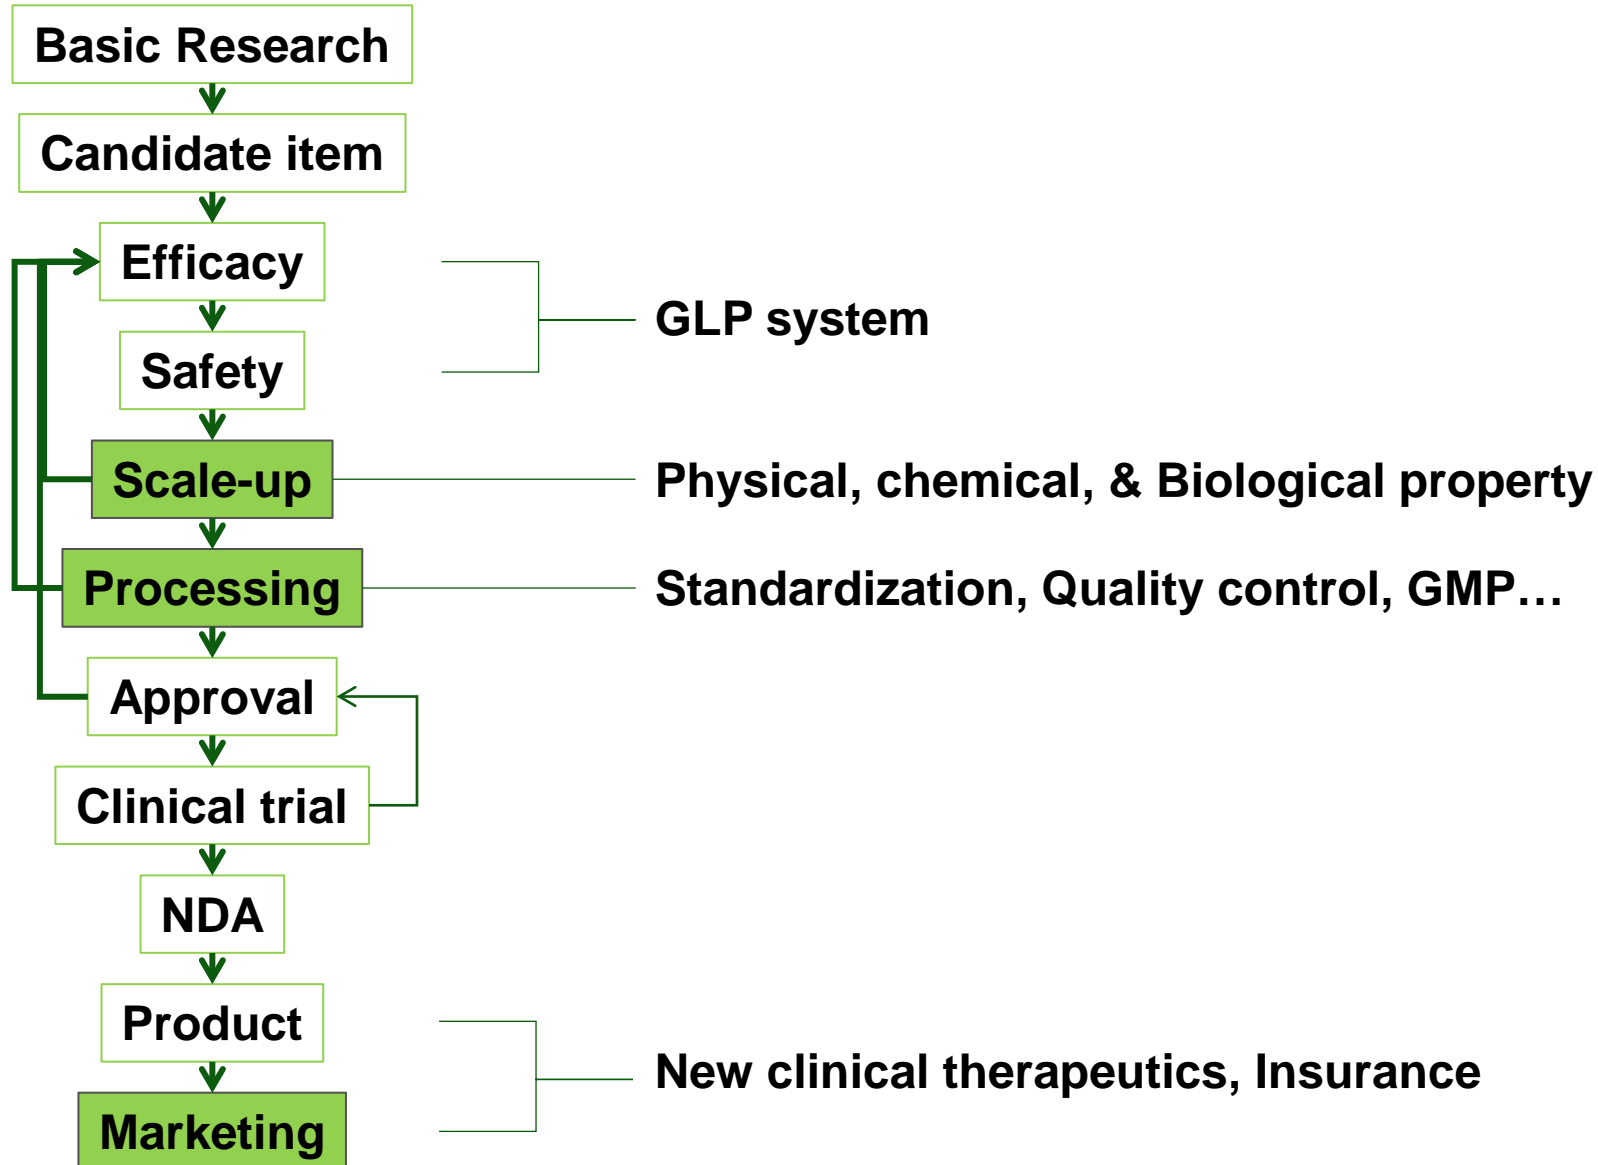 Basic Research
Candidate item
Efficacy
GLP system
Safety
Scale-up
Physical, chemical, & Biological property
Processing
Standardization, Quality control, GMP…
Approval
Clinical trial
NDA
Product
New clinical therapeutics, Insurance
Marketing